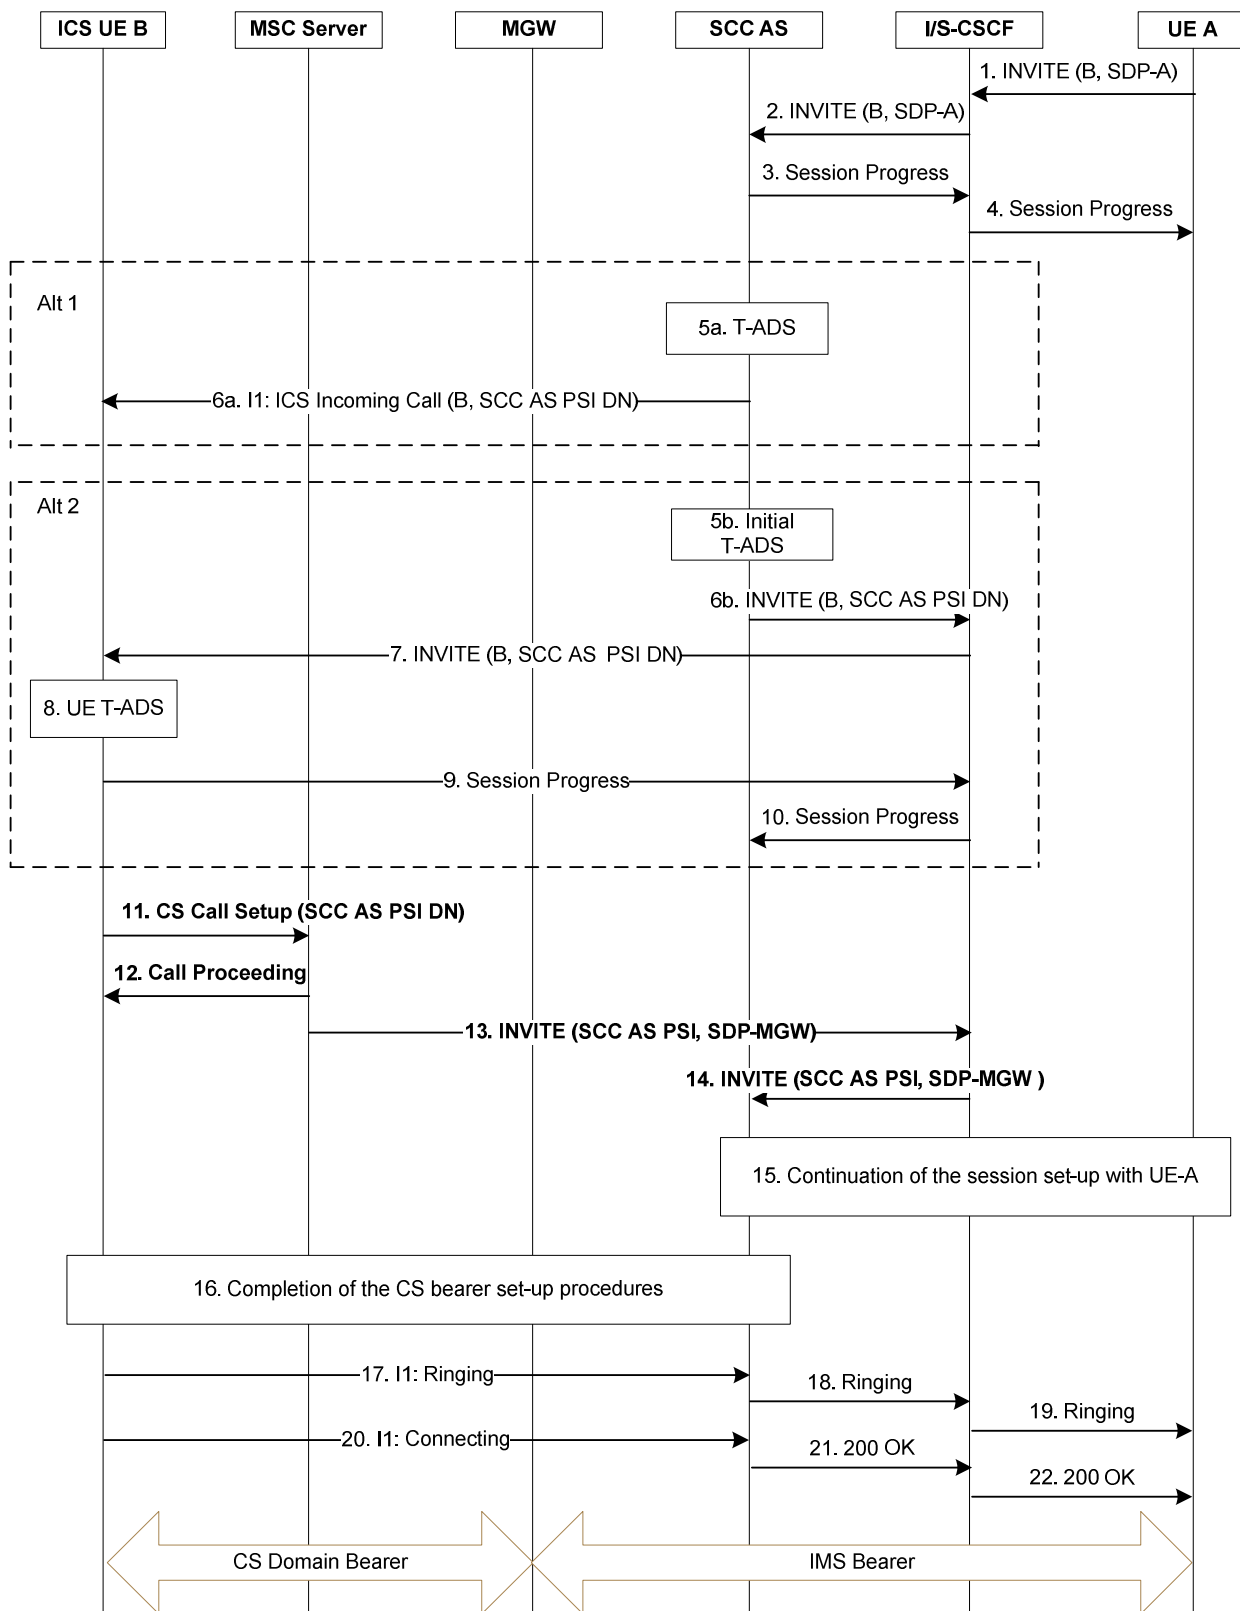 ICS UE B
MSC Server
MGW
SCC AS
I/S-CSCF
UE A
1. INVITE (B, SDP-A)
2. INVITE (B, SDP-A)
3. Session Progress
4. Session Progress
Alt 1
5a. T-ADS
6a. I1: ICS Incoming Call (B, SCC AS PSI DN)
Alt 2
5b. Initial
T-ADS
6b. INVITE (B, SCC AS PSI DN)
7. INVITE (B, SCC AS PSI DN)
8. UE T-ADS
9. Session Progress
10. Session Progress
11. CS Call Setup (SCC AS PSI DN)
12. Call Proceeding
13. INVITE (SCC AS PSI, SDP-MGW)
14. INVITE (SCC AS PSI, SDP-MGW )
15. Continuation of the session set-up with UE-A
16. Completion of the CS bearer set-up procedures
17. I1: Ringing
18. Ringing
19. Ringing
20. I1: Connecting
21. 200 OK
22. 200 OK
CS Domain Bearer
IMS Bearer